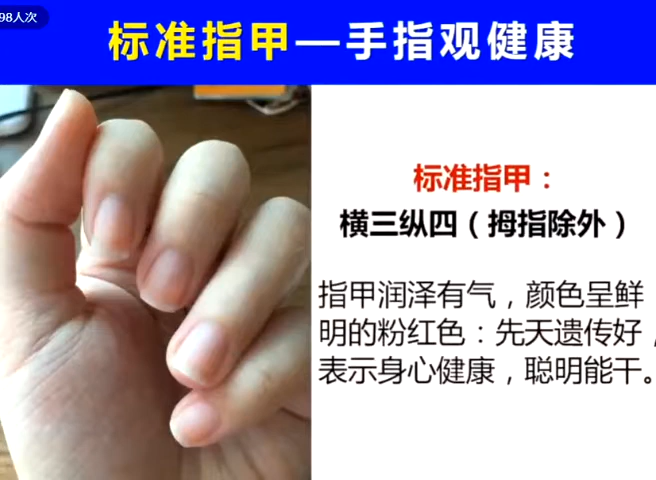 98人次
标准指甲—手指观健康
标准指甲：
横三纵四（拇指除外）
指甲润泽有气，颜色呈鲜
明的粉红色：先天遗传好，
表示身心健康，聪明能干。